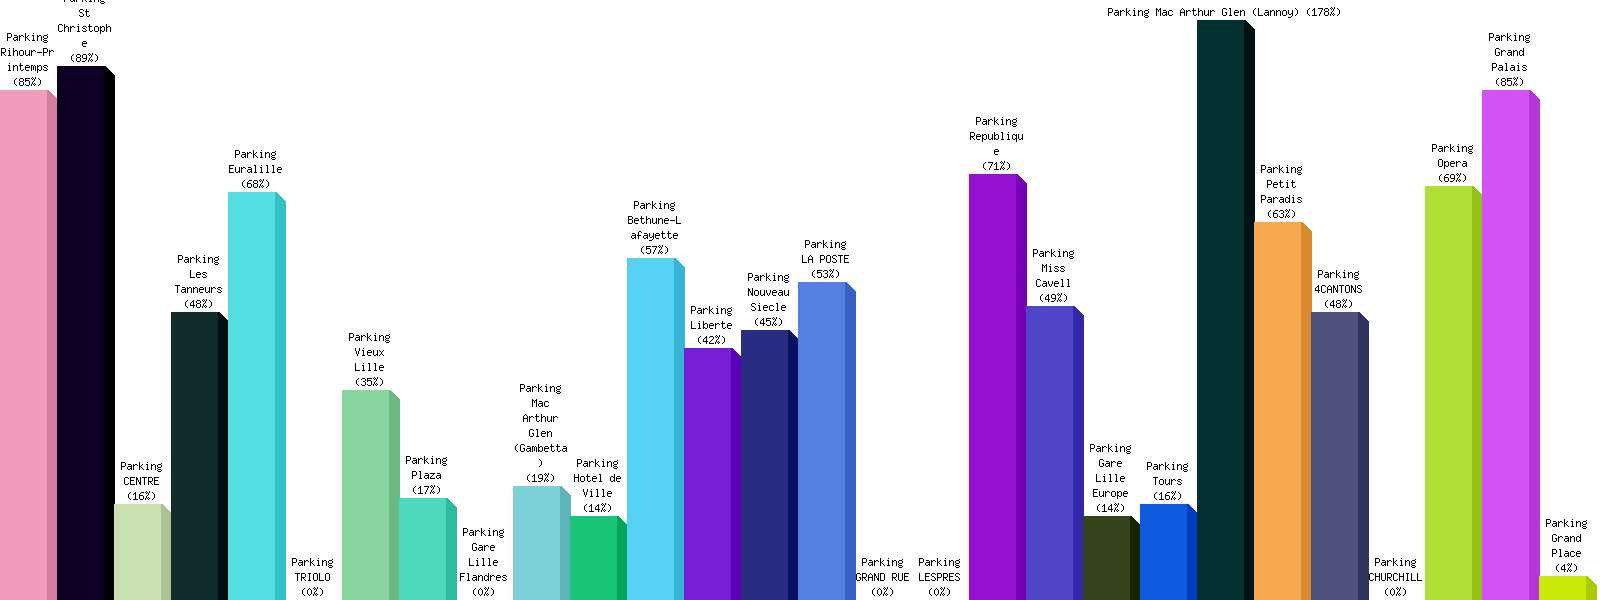 Parking
Rihour-Pr
intemps
(85%)
Parking
St
Christoph
e
(89%)
Parking
CENTRE
(16%)
Parking
Les
Tanneurs
(48%)
Parking
Euralille
(68%)
Parking
TRIOLO
(0%)
Parking
Vieux
Lille
(35%)
Parking
Plaza
(17%)
Parking
Gare
Lille
Flandres
(0%)
Parking
Mac
Arthur
Glen
(Gambetta
)
(19%)
Parking
Hotel de
Ville
(14%)
Parking
Bethune-L
afayette
(57%)
Parking
Liberte
(42%)
Parking
Nouveau
Siecle
(45%)
Parking
LA POSTE
(53%)
Parking
GRAND RUE
(0%)
Parking
LESPRES
(0%)
Parking
Republiqu
e
(71%)
Parking
Miss
Cavell
(49%)
Parking
Gare
Lille
Europe
(14%)
Parking
Tours
(16%)
Parking Mac Arthur Glen (Lannoy) (178%)
Parking
Petit
Paradis
(63%)
Parking
4CANTONS
(48%)
Parking
CHURCHILL
(0%)
Parking
Opera
(69%)
Parking
Grand
Palais
(85%)
Parking
Grand
Place
(4%)